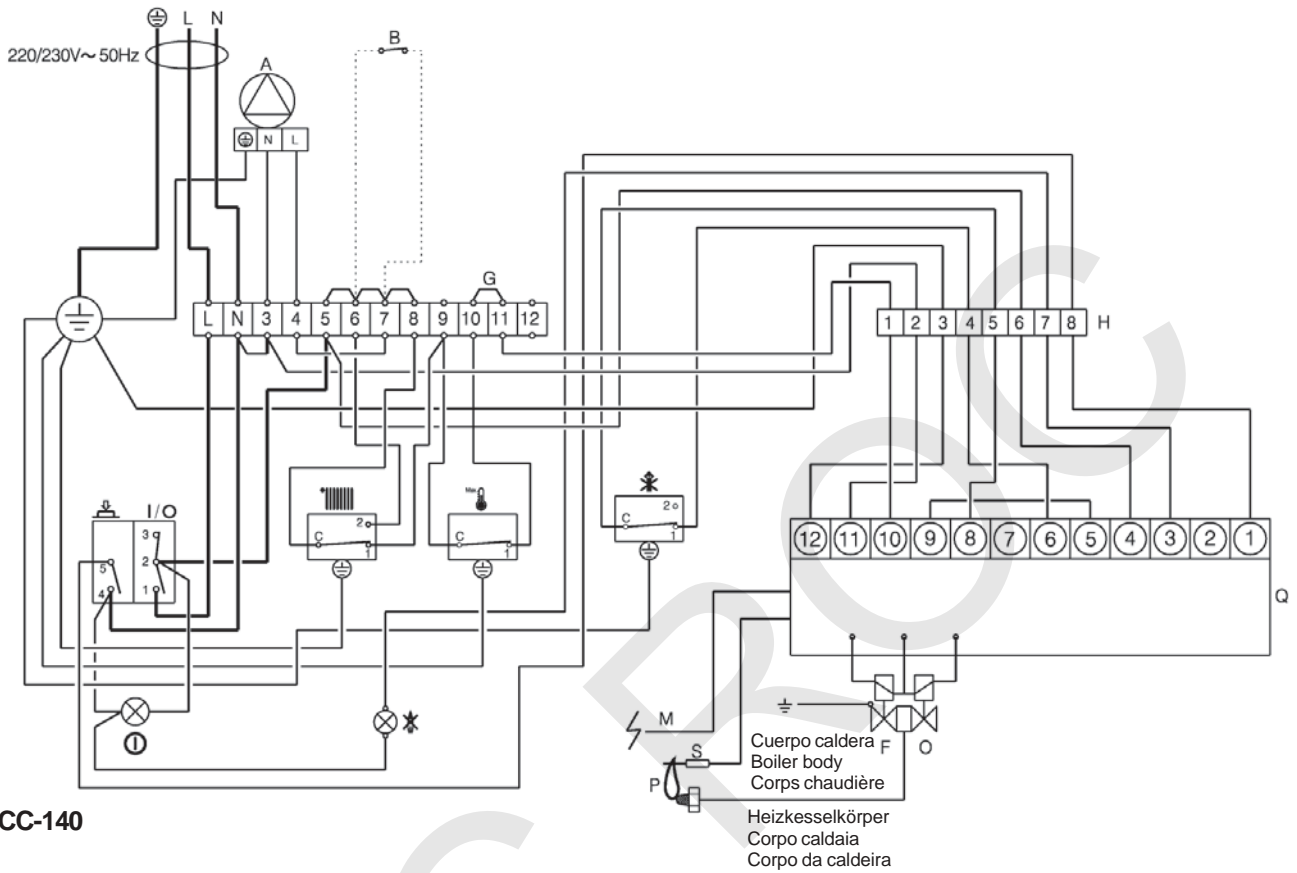 L N
220/230V~ 50Hz
A
B
N L
G
L N 3 4 5 6 7 8 9 10 11 12
1 2 3 4 5 6 7 8 H
I/O
3
2
5
1
4
2
C
1
Max.
C
1
2
C
1
12 11 10 9 8 7 6 5 4 3 2 1
Q
M
S
P
F O
Cuerpo caldera
Boiler body
Corps chaudière
Heizkesselkörper
Corpo caldaia
Corpo da caldeira
CC-140
ROC
C